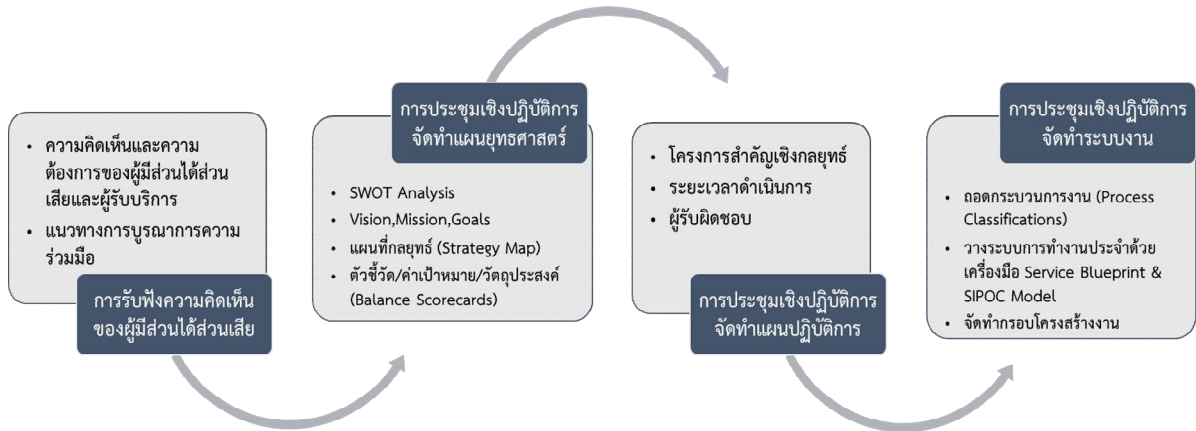 • ความคิดเห็นและความ
ต้องการของผู้มีส่วนได้ส่วน
เสียและผู้รับบริการ
• แนวทางการบูรณาการความ
ร่วมมือ
การรับฟังความคิดเห็น
ของผู้มีส่วนได้ส่วนเสีย
การประชุมเชิงปฏิบัติการ
จัดทำแผนยุทธศาสตร์
• SWOT Analysis
• Vision,Mission,Goals
• แผนที่กลยุทธ์ (Strategy Map)
• ตัวชี้วัด/ค่าเป้าหมาย/วัตถุประสงค์
(Balance Scorecards)
• โครงการสำคัญเชิงกลยุทธ์
• ระยะเวลาดำเนินการ
• ผู้รับผิดชอบ
การประชุมเชิงปฏิบัติการ
จัดทำแผนปฏิบัติการ
การประชุมเชิงปฏิบัติการ
จัดทำระบบงาน
• ถอดกระบวนการงาน (Process
Classifications)
• วางระบบการทำงานประจำด้วย
เครื่องมือ Service Blueprint &
SIPOC Model
• จัดทำกรอบโครงสร้างงาน